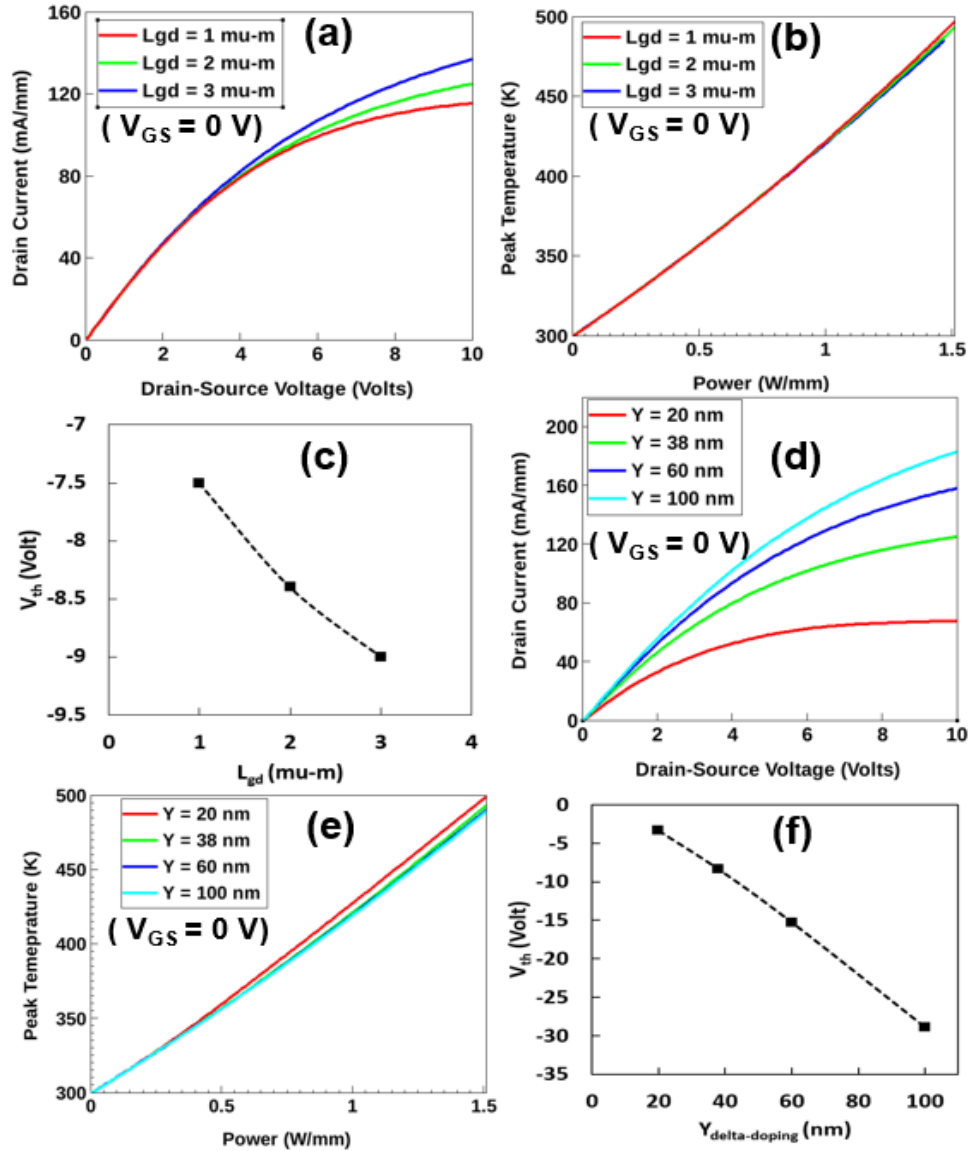 (a)
Lgd = 1 mu-m
Lgd = 2 mu-m
Lgd = 3 mu-m
( VGS = 0 V)
Drain Current (mA/mm)
160
120
80
40
0
0 2 4 6 8 10
Drain-Source Voltage (Volts)
(b)
Lgd = 1 mu-m
Lgd = 2 mu-m
Lgd = 3 mu-m
( VGS = 0 V)
Peak Temperature (K)
500
450
400
350
300
0 0.5 1 1.5
Power (W/mm)
(c)
Vth (Volt)
-7
-7.5
-8
-8.5
-9
-9.5
0 1 2 3 4
Lgd (mu-m)
(d)
Y = 20 nm
Y = 38 nm
Y = 60 nm
Y = 100 nm
( VGS = 0 V)
Drain Current (mA/mm)
200
160
120
80
40
0
0 2 4 6 8 10
Drain-Source Voltage (Volts)
(e)
Y = 20 nm
Y = 38 nm
Y = 60 nm
Y = 100 nm
( VGS = 0 V)
Peak Temeprature (K)
500
450
400
350
300
0 0.5 1 1.5
Power (W/mm)
(f)
Vth (Volt)
0
-5
-10
-15
-20
-25
-30
-35
0 20 40 60 80 100
Ydelta-doping (nm)